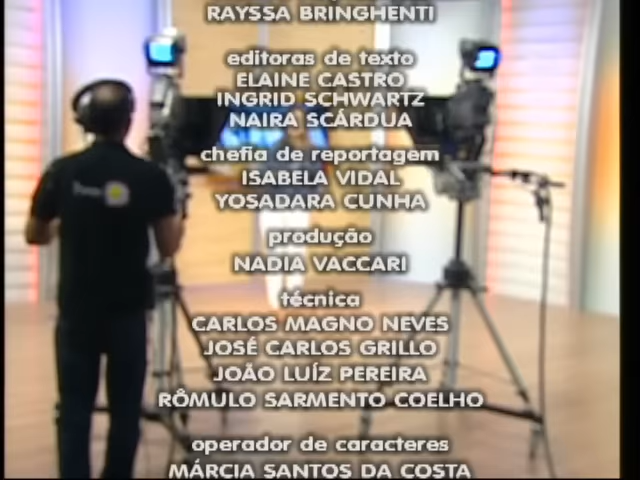 RAYSSA BRINGHENTI
editoras de texto
ELAINE CASTRO
INGRID SCHWARTZ
NAIRA SCÁRDUA
chefia de reportagem
ISABELA VIDAL
YOSADARA CUNHA
produção
NADIA VACCARI
técnica
CARLOS MAGNO NEVES
JOSÉ CARLOS GRILLO
JOÃO LUÍZ PEREIRA
RÔMULO SARMENTO COELHO
operador de caracteres
MÁRCIA SANTOS DA COSTA